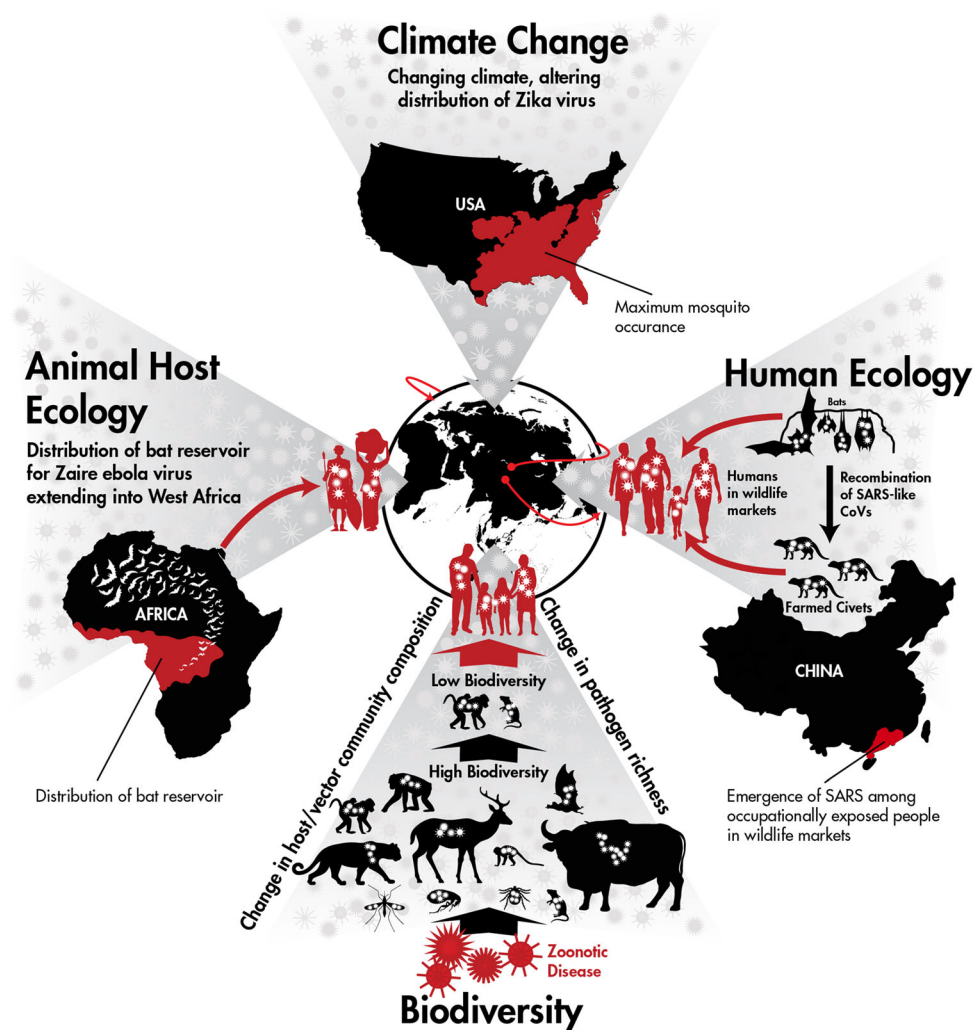 Climate Change
Changing climate, altering
distribution of Zika virus
USA
Maximum mosquito
occurance
Animal Host
Ecology
Distribution of bat reservoir
for Zaire ebola virus
extending into West Africa
AFRICA
Distribution of bat reservoir
Human Ecology
Bats
Humans
in wildlife
markets
Recombination
of SARS-like
CoVs
Farmed Civets
CHINA
Emergence of SARS among
occupationally exposed people
in wildlife markets
Change in host/vector community composition
Change in pathogen richness
Low Biodiversity
High Biodiversity
Zoonotic
Disease
Biodiversity